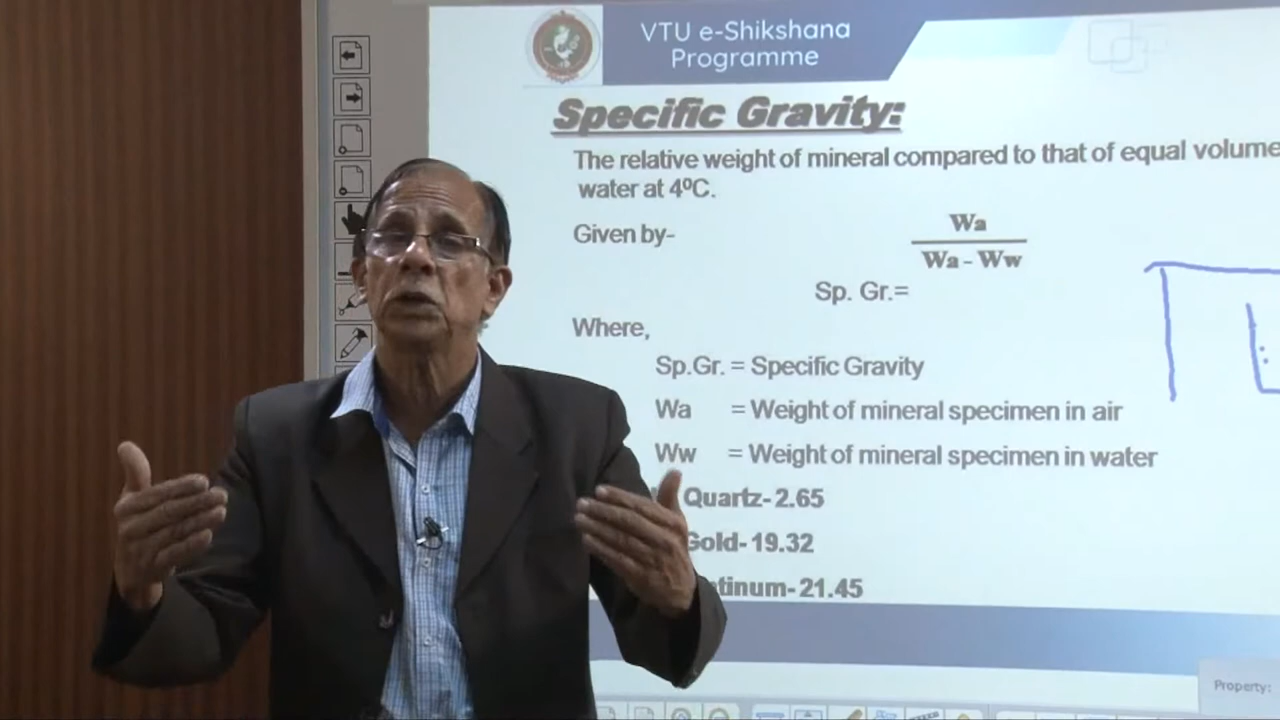 VTU e-Shikshana
Programme
Specific Gravity:
The relative weight of mineral compared to that of equal volume
water at 4⁰C.
Given by-
Wa
Wa - Ww
Sp. Gr.=
Where,
Sp.Gr. = Specific Gravity
Wa = Weight of mineral specimen in air
Ww = Weight of mineral specimen in water
Quartz- 2.65
Gold- 19.32
tinum- 21.45
Property: